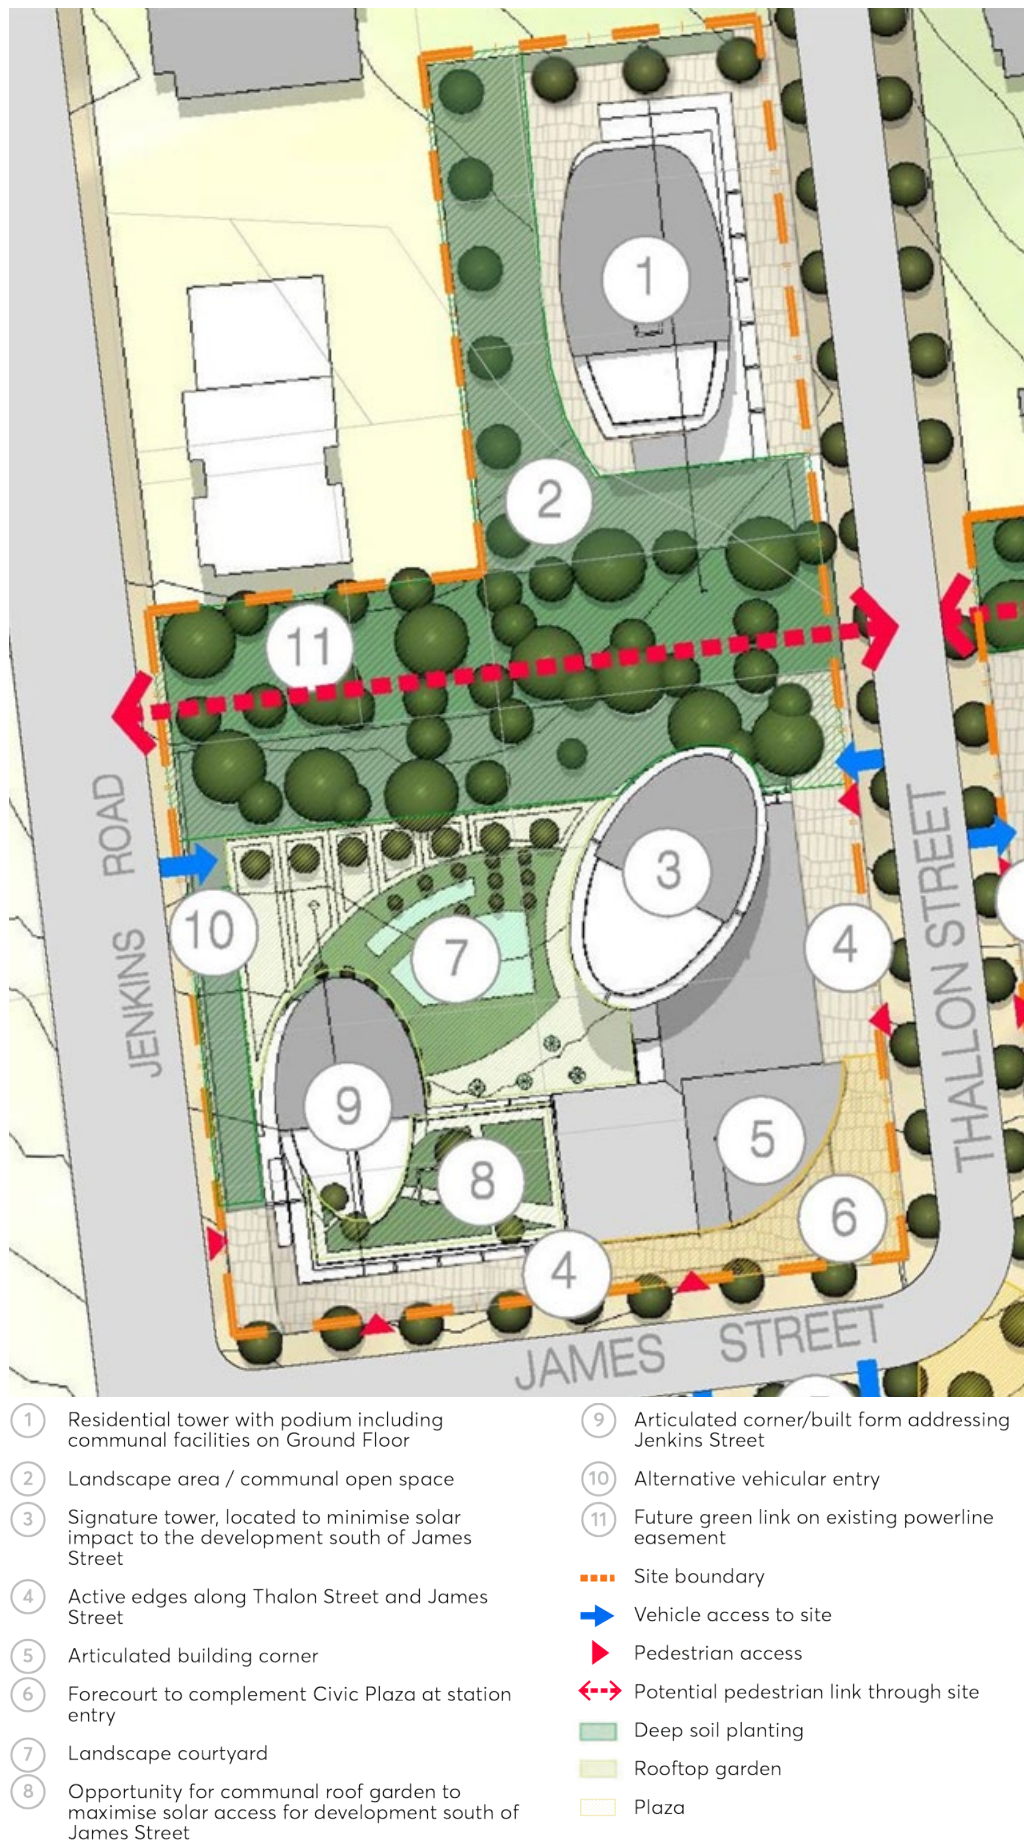 1
2
11
3
10
7
4
9
5
8
6
4
JENKINS ROAD
THALLON STREET
JAMES STREET
1 Residential tower with podium including
communal facilities on Ground Floor
2 Landscape area / communal open space
3 Signature tower, located to minimise solar
impact to the development south of James
Street
4 Active edges along Thalon Street and James
Street
5 Articulated building corner
6 Forecourt to complement Civic Plaza at station
entry
7 Landscape courtyard
8 Opportunity for communal roof garden to
maximise solar access for development south of
James Street
9 Articulated corner/built form addressing
Jenkins Street
10 Alternative vehicular entry
11 Future green link on existing powerline
easement
Site boundary
Vehicle access to site
Pedestrian access
Potential pedestrian link through site
Deep soil planting
Rooftop garden
Plaza